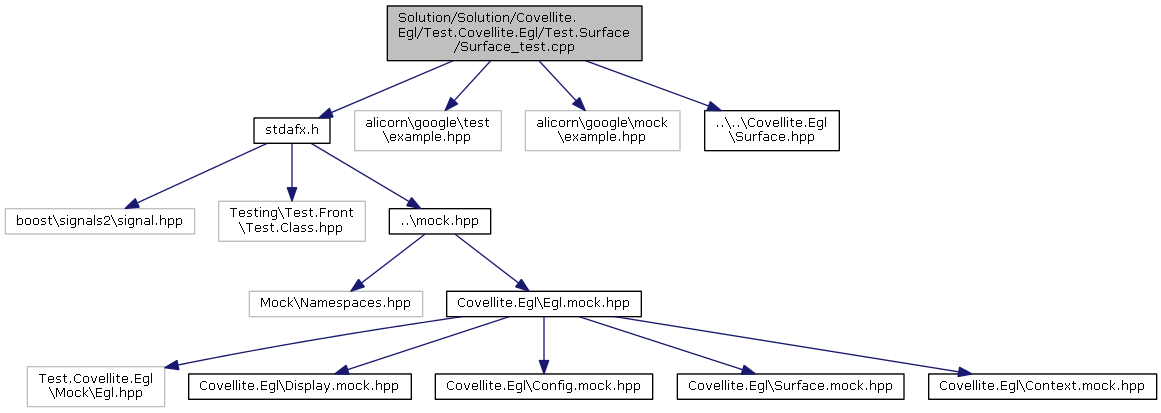 Solution/Solution/Covellite.
Egl/Test.Covellite.Egl/Test.Surface
/Surface_test.cpp
stdafx.h
alicorn\google\test
\example.hpp
alicorn\google\mock
\example.hpp
..\..\Covellite.Egl
\Surface.hpp
boost\signals2\signal.hpp
Testing\Test.Front
\Test.Class.hpp
..\mock.hpp
Mock\Namespaces.hpp
Covellite.Egl\Egl.mock.hpp
Test.Covellite.Egl
\Mock\Egl.hpp
Covellite.Egl\Display.mock.hpp
Covellite.Egl\Config.mock.hpp
Covellite.Egl\Surface.mock.hpp
Covellite.Egl\Context.mock.hpp